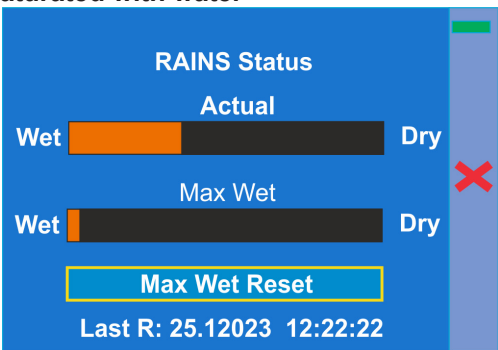 RAINS Status
Actual
Wet Dry
Max Wet
Wet Dry
Max Wet Reset
Last R: 25.12023 12:22:22